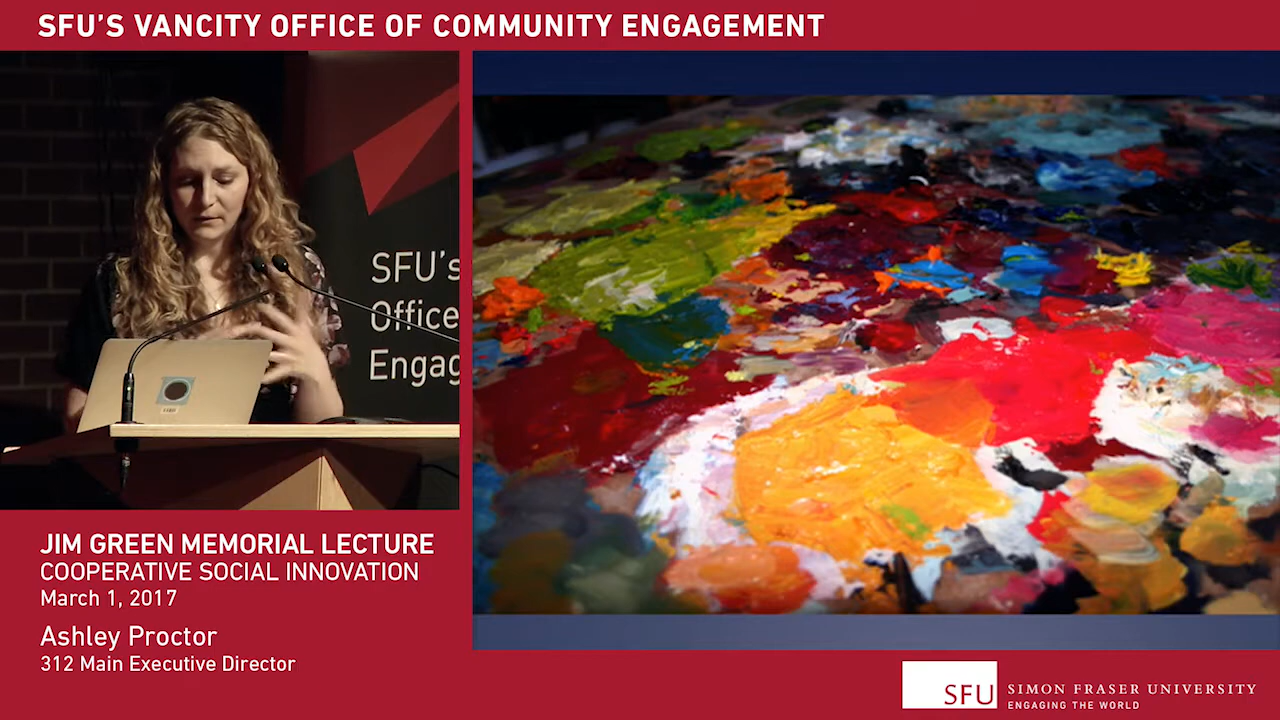 SFU'S VANCITY OFFICE OF COMMUNITY ENGAGEMENT
SFU's
Office
Engag
JIM GREEN MEMORIAL LECTURE
COOPERATIVE SOCIAL INNOVATION
March 1, 2017
Ashley Proctor
312 Main Executive Director
SFU
SIMON FRASER UNIVERSITY
ENGAGING THE WORLD